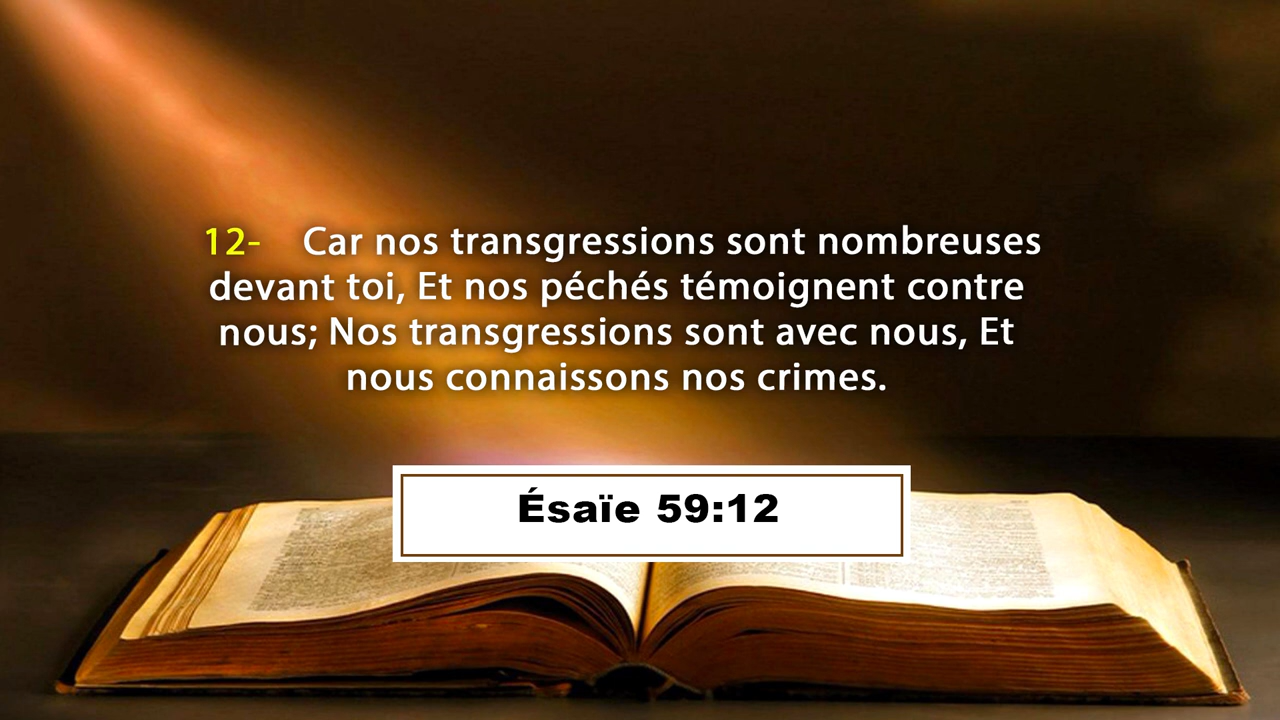 12- Car nos transgressions sont nombreuses
devant toi, Et nos péchés témoignent contre
nous; Nos transgressions sont avec nous, Et
nous connaissons nos crimes.
Ésaïe 59:12